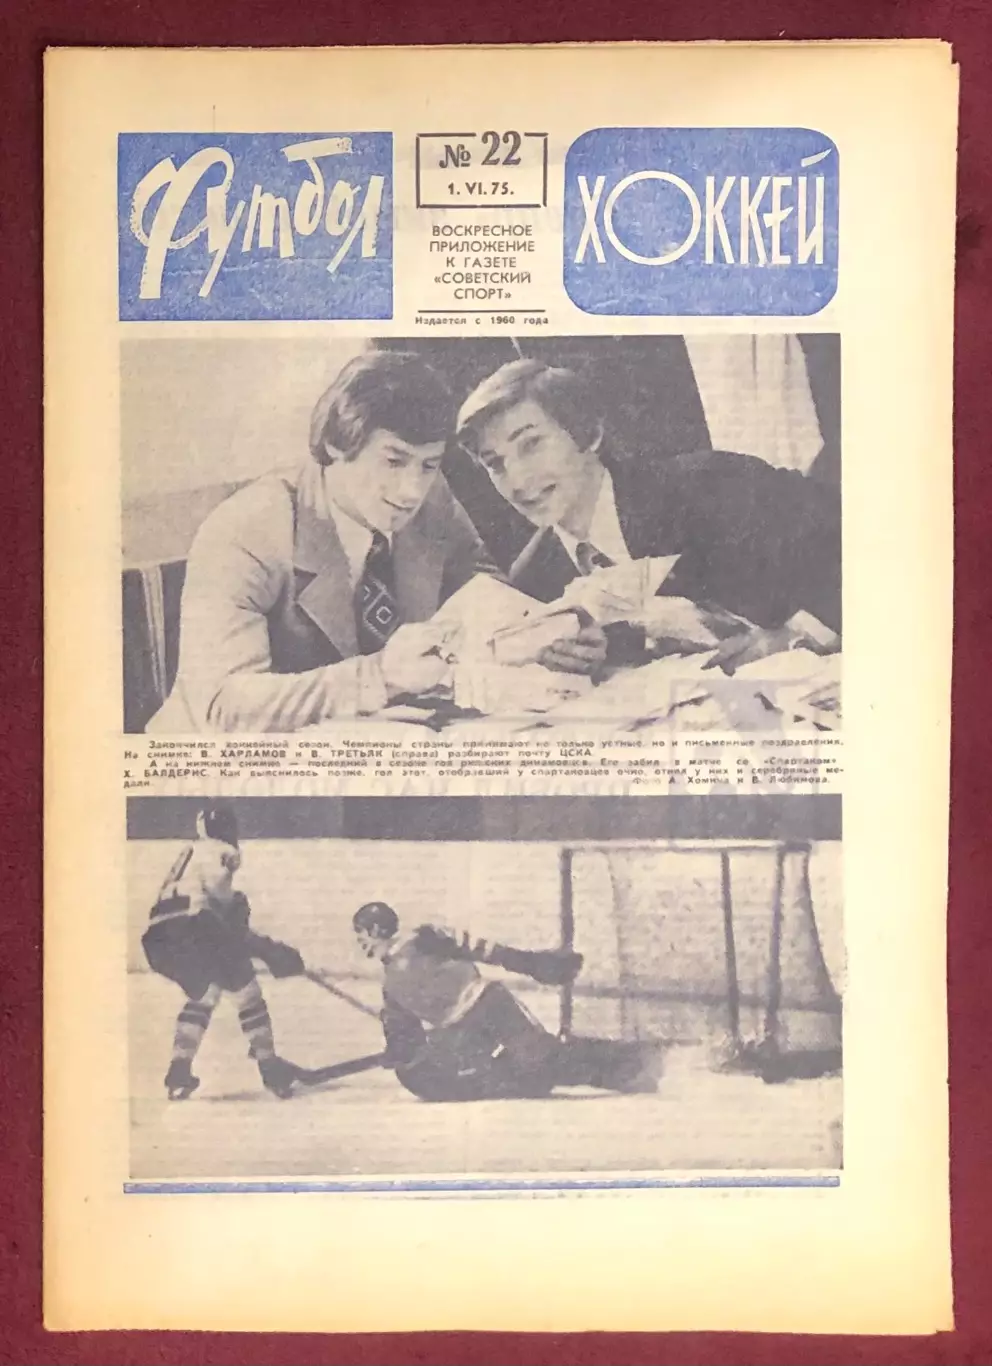 Футбол
№ 22
1. VI. 75.
ВОСКРЕСНОЕ
ПРИЛОЖЕНИЕ
К ГАЗЕТЕ
«СОВЕТСКИЙ
СПОРТ»
Издается с 1960 года
ХОККЕЙ
Закончился хоккейный сезон. Чемпионы страны принимают не только устные, но и письменные поздравления.
На снимке: В. ХАРЛАМОВ и В. ТРЕТЬЯК (справа) разбирают почту ЦСКА.
А на нижнем снимке — последний в сезоне гол рижских динамовцев. Его забил в матче со «Спартаком»
Х. БАЛДЕРИС. Как выяснилось позже, гол этот, отобравший у спартаковцев очко, отнял у них и серебряные ме-
дали. Фото А. Хомича и В. Любимова.